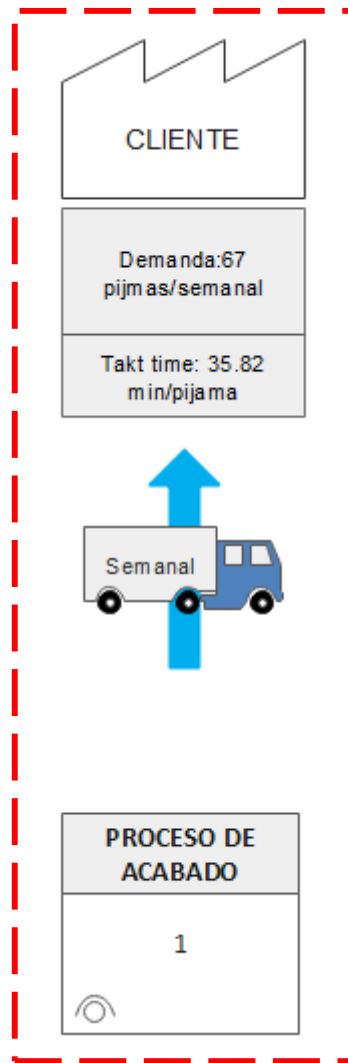 CLIENTE
Demanda:67
pijmas/semanal
Takt time: 35.82
min/pijama
Semanal
PROCESO DE
ACABADO
1